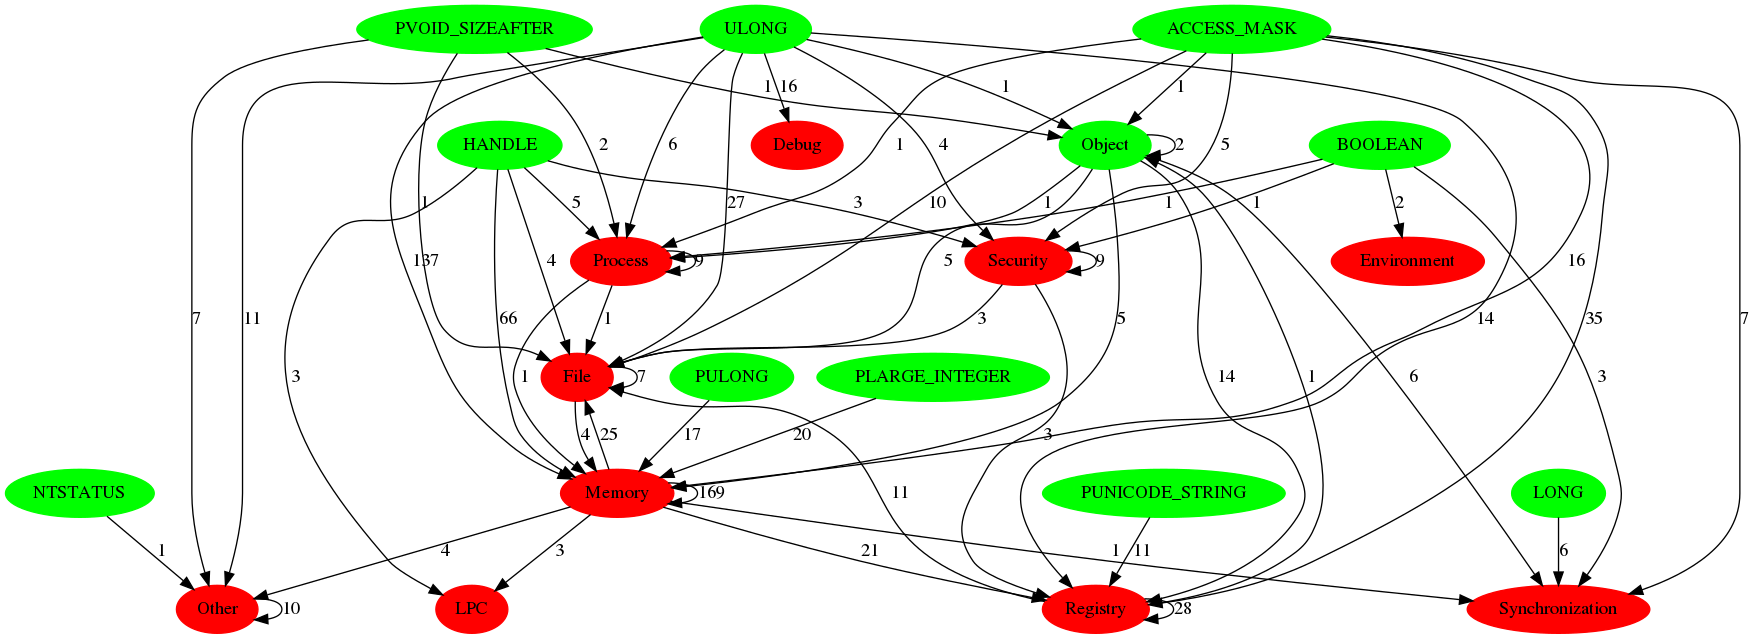 PVOID_SIZEAFTER
ULONG
ACCESS_MASK
1
16
1
1
HANDLE
2
6
Debug
4
1
Object
2
5
BOOLEAN
1
5
3
27
10
1
1
1
2
Process
9
4
5
Security
9
Environment
16
7
11
137
66
1
3
5
14
35
7
3
1
File
7
PULONG
PLARGE_INTEGER
14
1
6
3
4
25
17
20
3
NTSTATUS
Memory
169
11
PUNICODE_STRING
LONG
1
4
3
21
1
11
6
Other
10
LPC
Registry
28
Synchronization